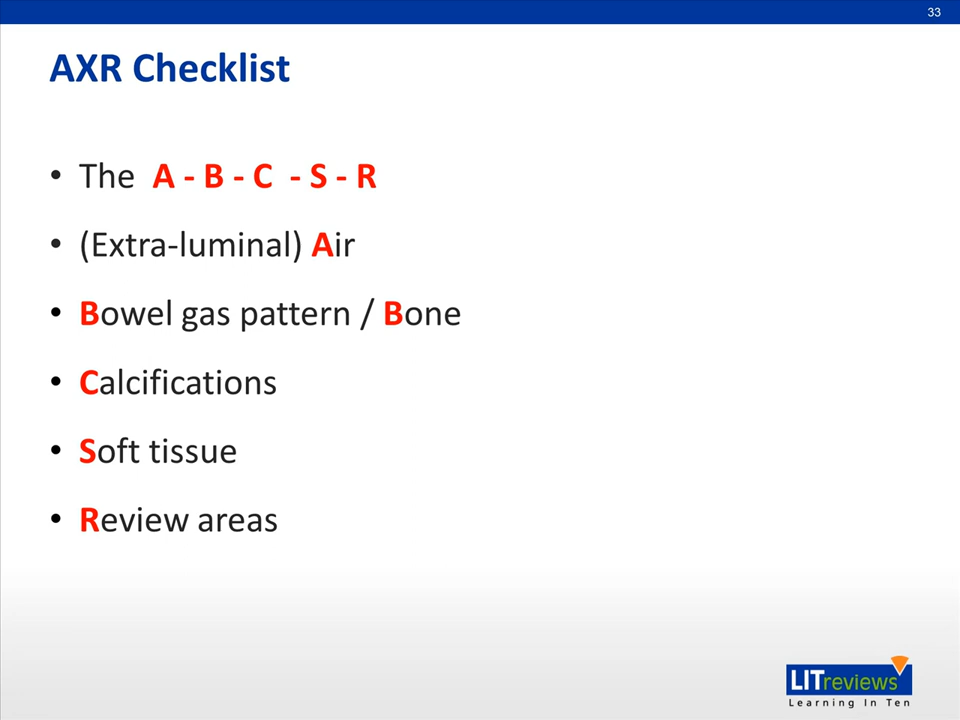 33
AXR Checklist
• The A - B - C - S - R
• (Extra-luminal) Air
• Bowel gas pattern / Bone
• Calcifications
• Soft tissue
• Review areas
LITreviews
Learning In Ten